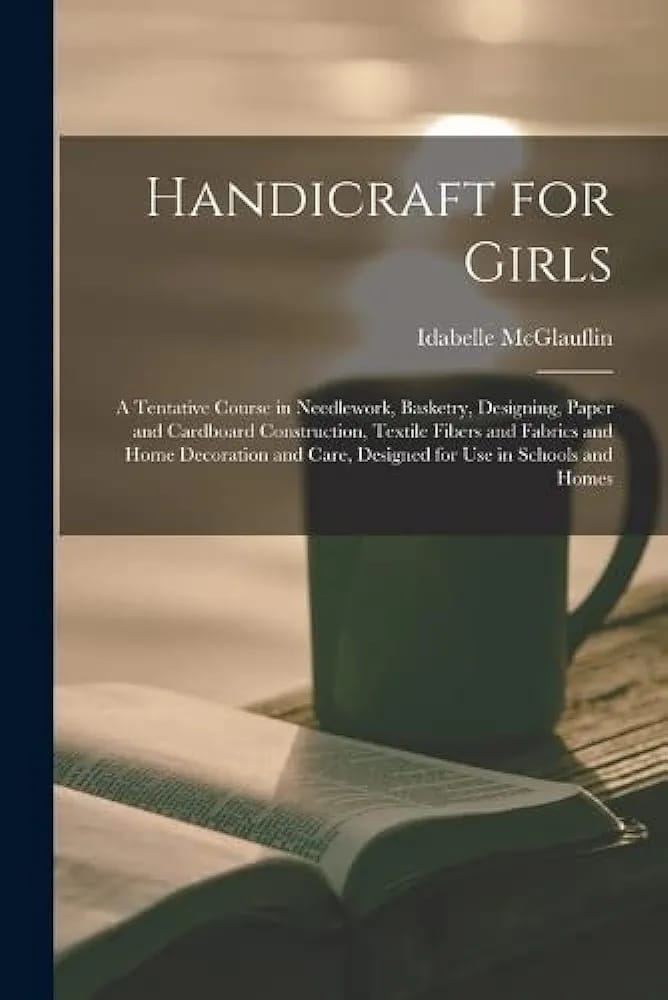 Handicraft for
Girls
Idabelle McGlauflin
A Tentative Course in Needlework, Basketry, Designing, Paper
and Cardboard Construction, Textile Fibers and Fabrics and
Home Decoration and Care, Designed for Use in Schools and
Homes